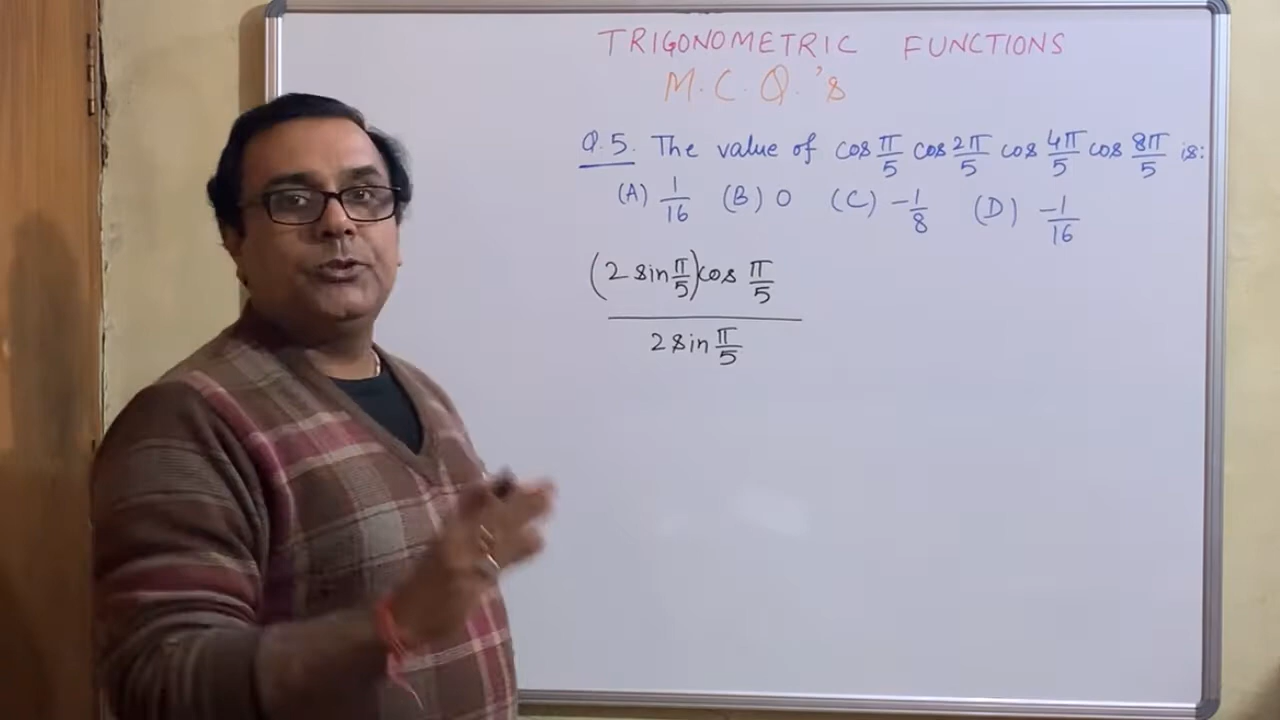 TRIGONOMETRIC FUNCTIONS
M.C.Q.'s
Q.5. The value of cos π/5 cos 2π/5 cos 4π/5 cos 8π/5 is:
(A) 1/16 (B) 0 (C) -1/8 (D) -1/16
(2 sin π/5) cos π/5
2 sin π/5